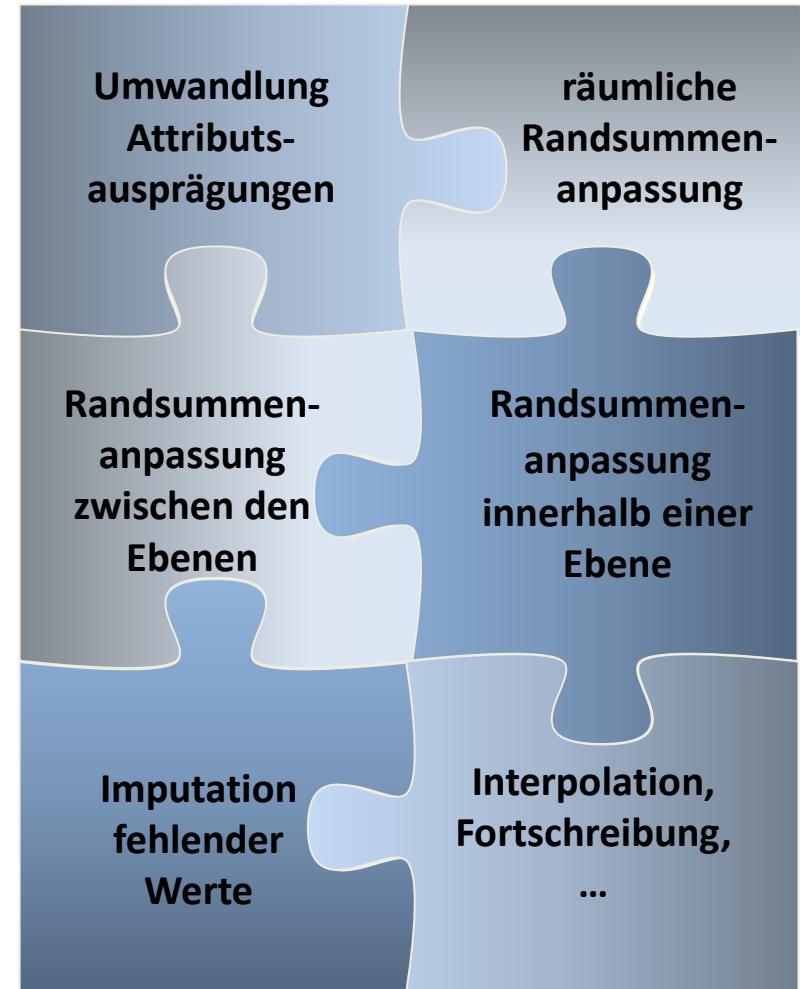 Umwandlung
Attributs-
ausprägungen
räumliche
Randsummen-
anpassung
Randsummen-
anpassung
zwischen den
Ebenen
Randsummen-
anpassung
innerhalb einer
Ebene
Imputation
fehlender
Werte
Interpolation,
Fortschreibung,
...